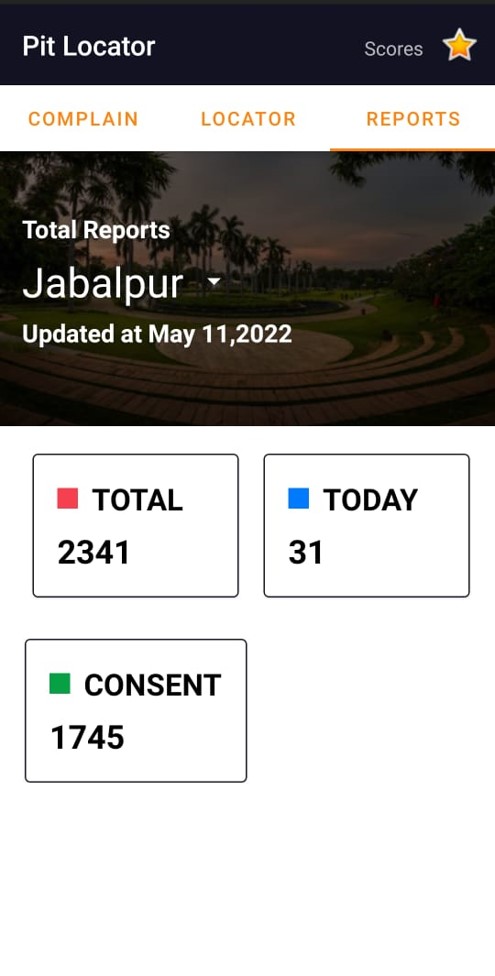 Pit Locator
Scores
COMPLAIN LOCATOR REPORTS
Total Reports
Jabalpur
Updated at May 11,2022
TOTAL
2341
TODAY
31
CONSENT
1745